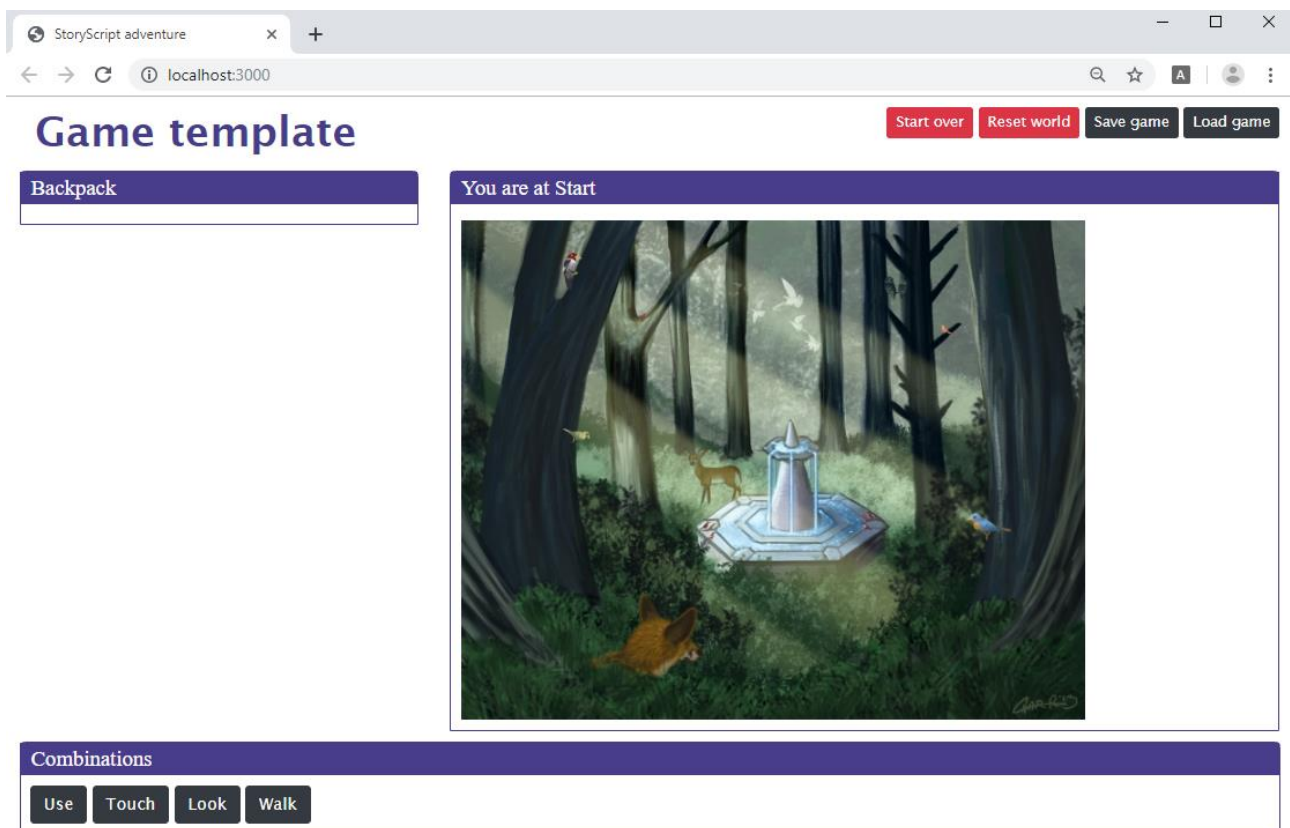 StoryScript adventure
localhost:3000
A
Game template
Start over Reset world Save game Load game
Backpack
You are at Start
Combinations
Use Touch Look Walk